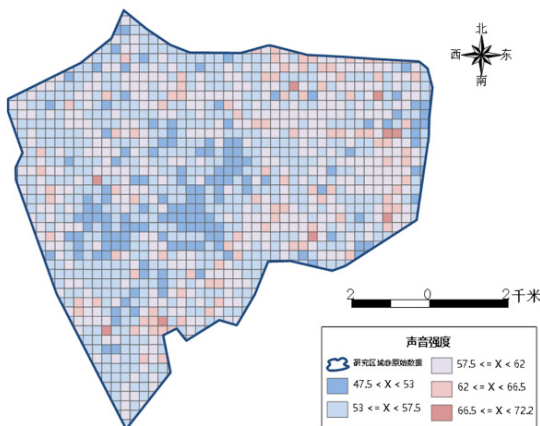 北
西 东
南
2 0 2千米
声音强度
研究区域@原始数据
47.5 < X < 53
53 <= X < 57.5
57.5 <= X < 62
62 <= X < 66.5
66.5 <= X < 72.2